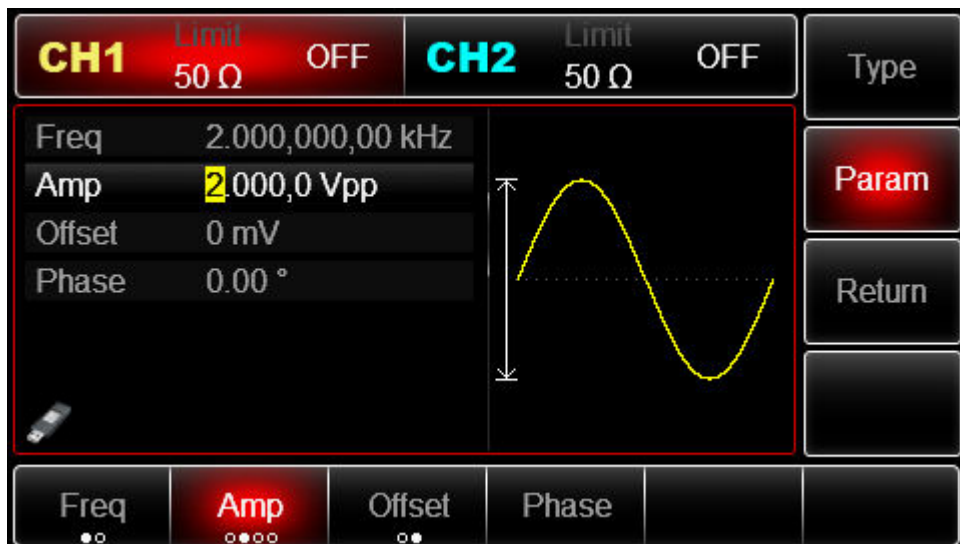 CH1 Limit 50 Ω OFF
CH2 Limit 50 Ω OFF
Freq 2.000,000,00 kHz
Amp 2.000,0 Vpp
Offset 0 mV
Phase 0.00 °
Type
Param
Return
Freq Amp Offset Phase